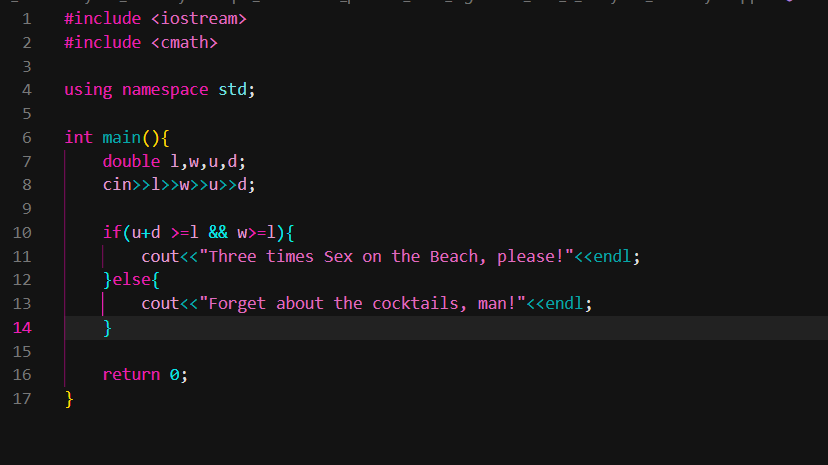 1 #include <iostream>
2 #include <cmath>
3
4 using namespace std;
5
6 int main(){
7 double l,w,u,d;
8 cin>>l>>w>>u>>d;
9
10 if(u+d >=l && w>=l){
11 cout<<"Three times Sex on the Beach, please!"<<endl;
12 }else{
13 cout<<"Forget about the cocktails, man!"<<endl;
14 }
15
16 return 0;
17 }